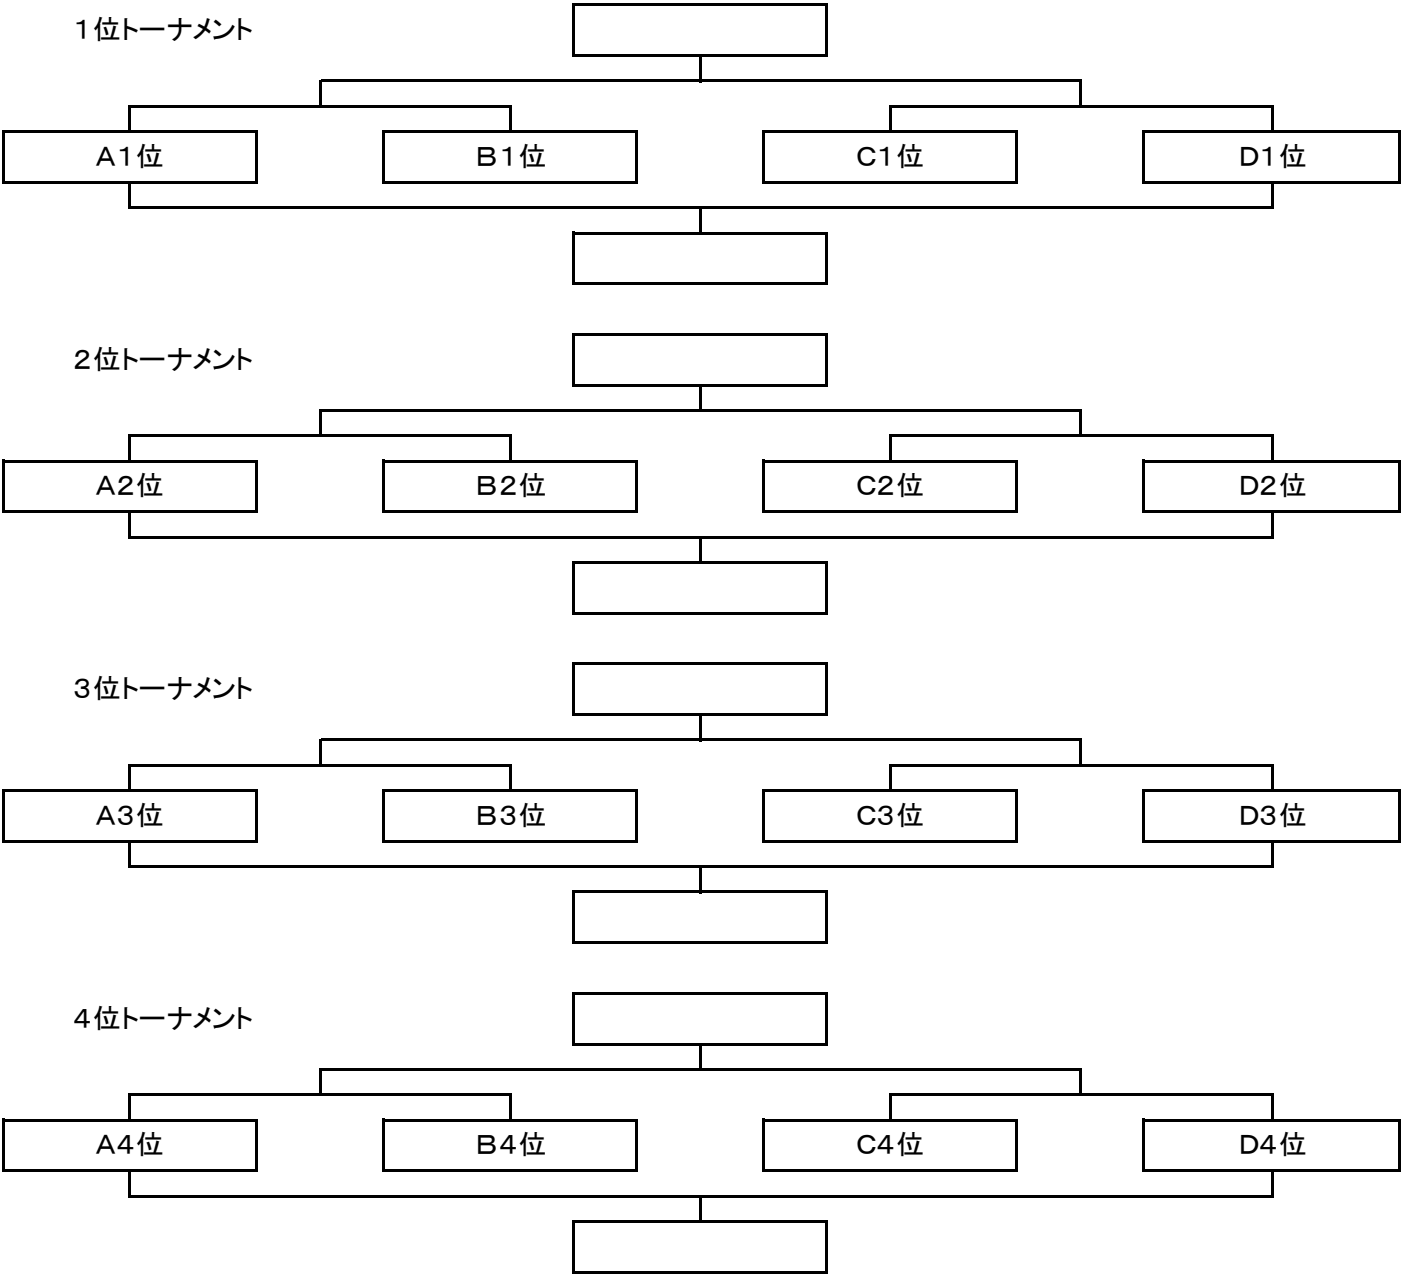 １位トーナメント
Ａ１位
Ｂ１位
Ｃ１位
Ｄ１位
２位トーナメント
Ａ２位
Ｂ２位
Ｃ２位
Ｄ２位
３位トーナメント
Ａ３位
Ｂ３位
Ｃ３位
Ｄ３位
４位トーナメント
Ａ４位
Ｂ４位
Ｃ４位
Ｄ４位